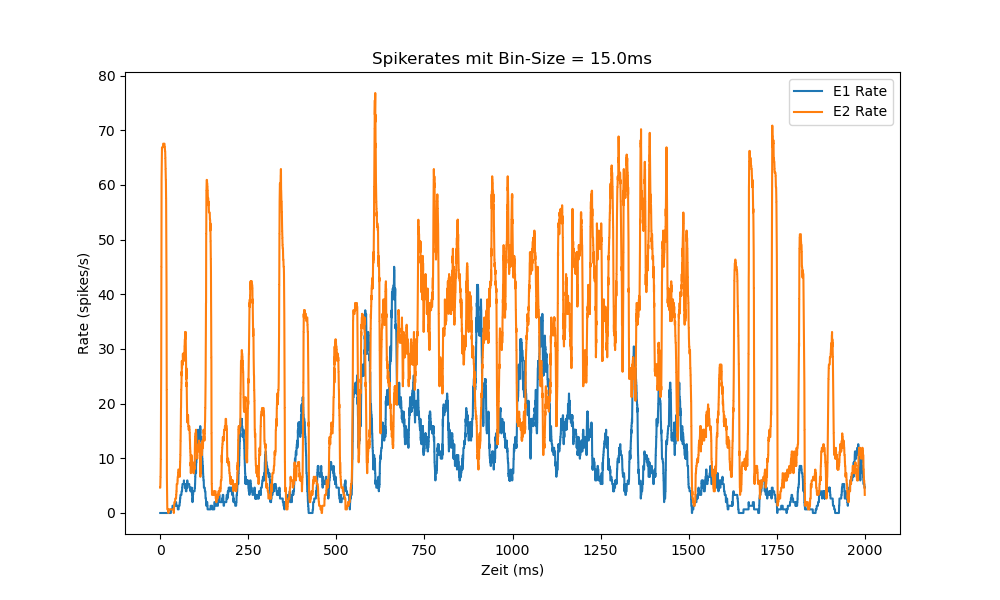 Spikerates mit Bin-Size = 15.0ms
E1 Rate
E2 Rate
80
70
60
50
40
30
20
10
0
Rate (spikes/s)
0 250 500 750 1000 1250 1500 1750 2000
Zeit (ms)